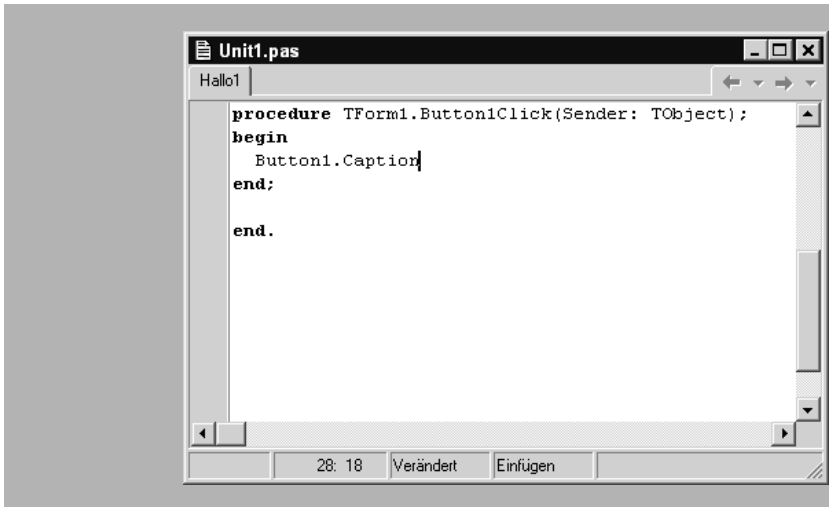 Unit1.pas
Hallo1
procedure TForm1.Button1Click(Sender: TObject);
begin
  Button1.Caption
end;
end.
28: 18 Verändert Einfügen